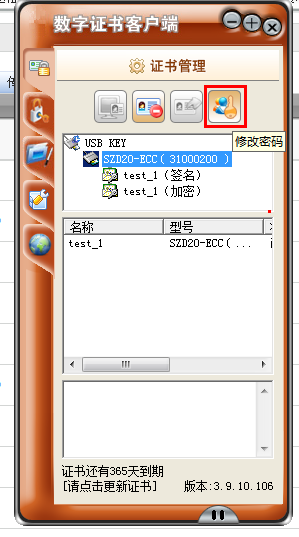 数字证书客户端
证书管理
修改密码
USB KEY
SZD20-ECC( 31000200 )
test_1 (签名)
test_1 (加密)
名称 型号
test_1 SZD20-ECC(...
证书还有365天到期
[请点击更新证书] 版本:3.9.10.106